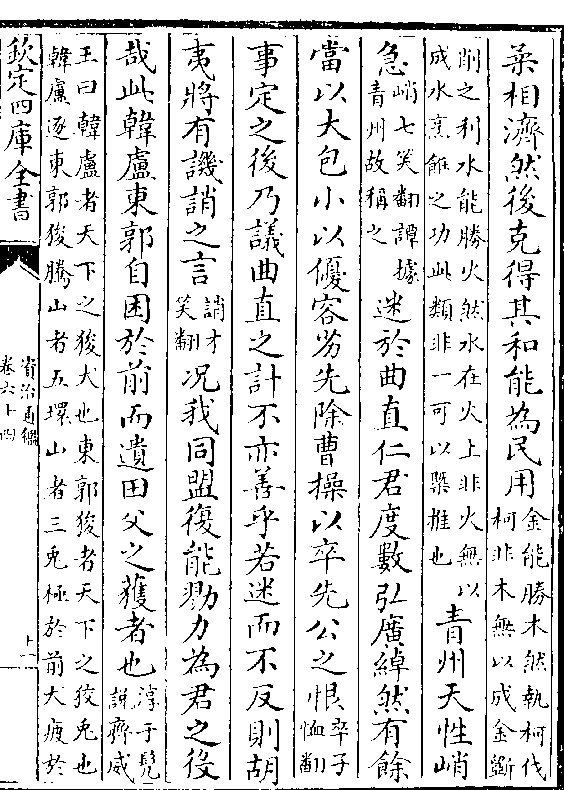 柔相濟然後克得其和能為民用
金能勝木然執柯伐
柯非木無以成金斷
削之利水能勝火然水在火上非火無以
成水烹飪之功此類非一可以槩推也
青州天性峭
急
峭七笑翻譚據
青州故稱之
迷於曲直仁君度數弘廣綽然有餘
當以大包小以優容劣先除曹操以卒先公之恨
卒子
恤翻
事定之後乃議曲直之計不亦善乎若迷而不反則胡
夷將有譏誚之言
誚才
笑翻
况我同盟復能勠力為君之役
哉此韓盧東郭自困於前而遺田父之獲者也
淳于髡
說齊威
王曰韓盧者天下之狻犬也東郭狻者天下之狡兔也
韓盧逐東郭狻騰山者五環山者三兔極於前犬疲於
欽定四庫全書
資治通鑑
卷六十四